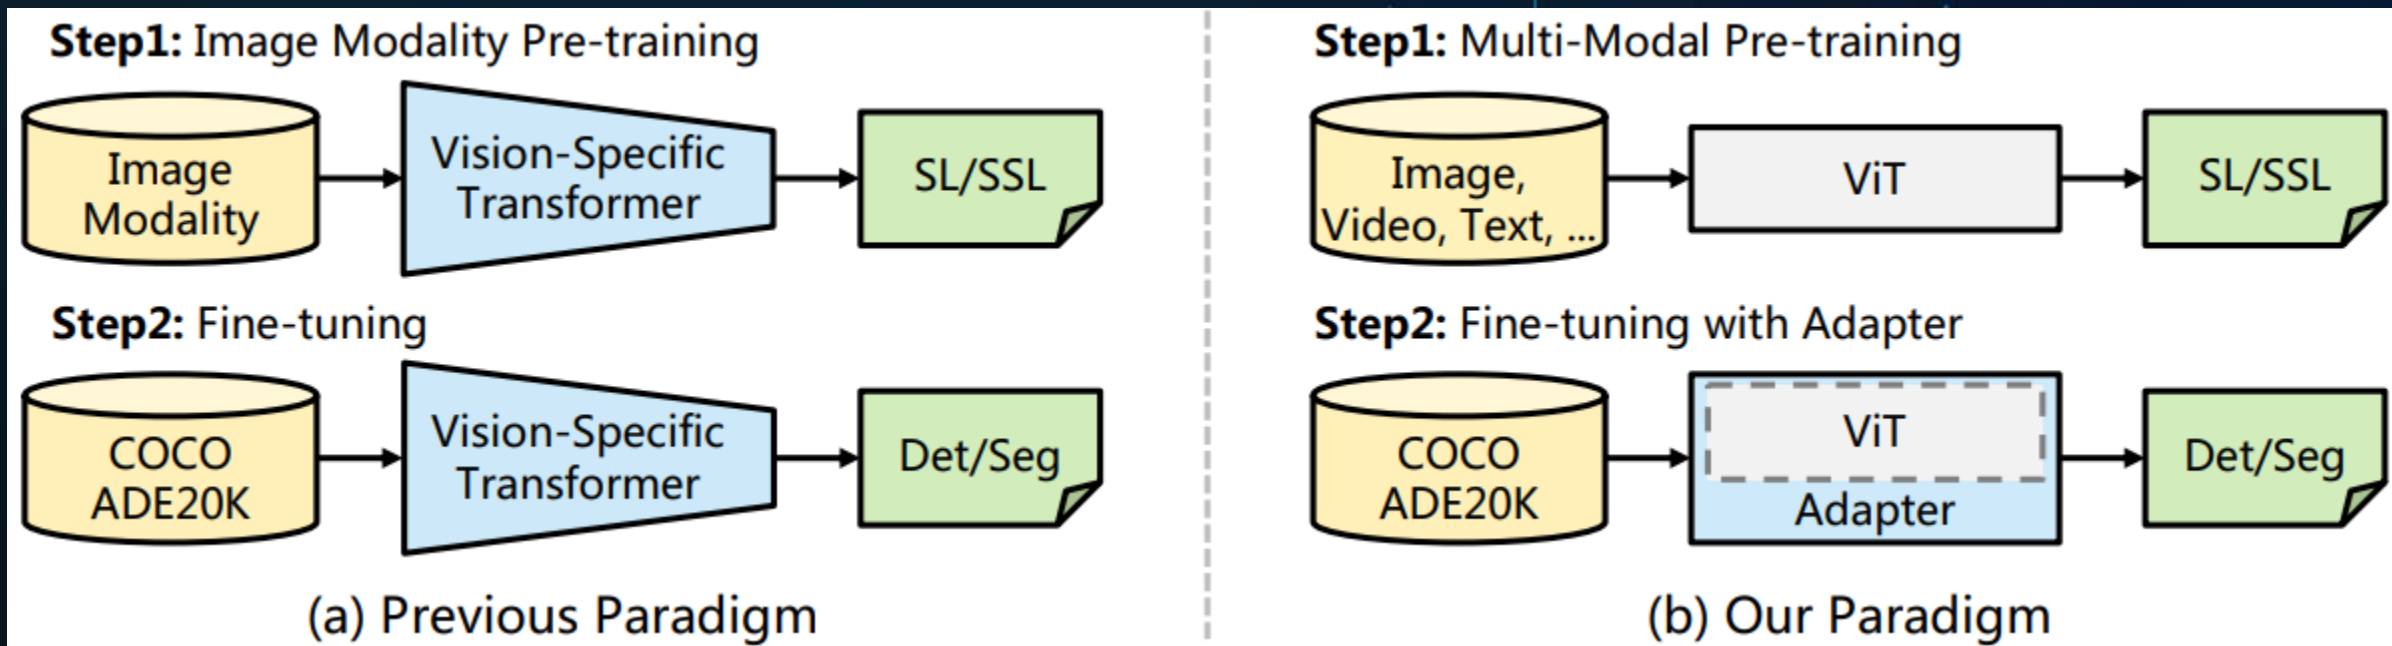 Step1: Image Modality Pre-training
Image
Modality
Vision-Specific
Transformer
SL/SSL
Step2: Fine-tuning
COCO
ADE20K
Vision-Specific
Transformer
Det/Seg
(a) Previous Paradigm
Step1: Multi-Modal Pre-training
Image,
Video, Text, ...
ViT
SL/SSL
Step2: Fine-tuning with Adapter
COCO
ADE20K
ViT
Adapter
Det/Seg
(b) Our Paradigm